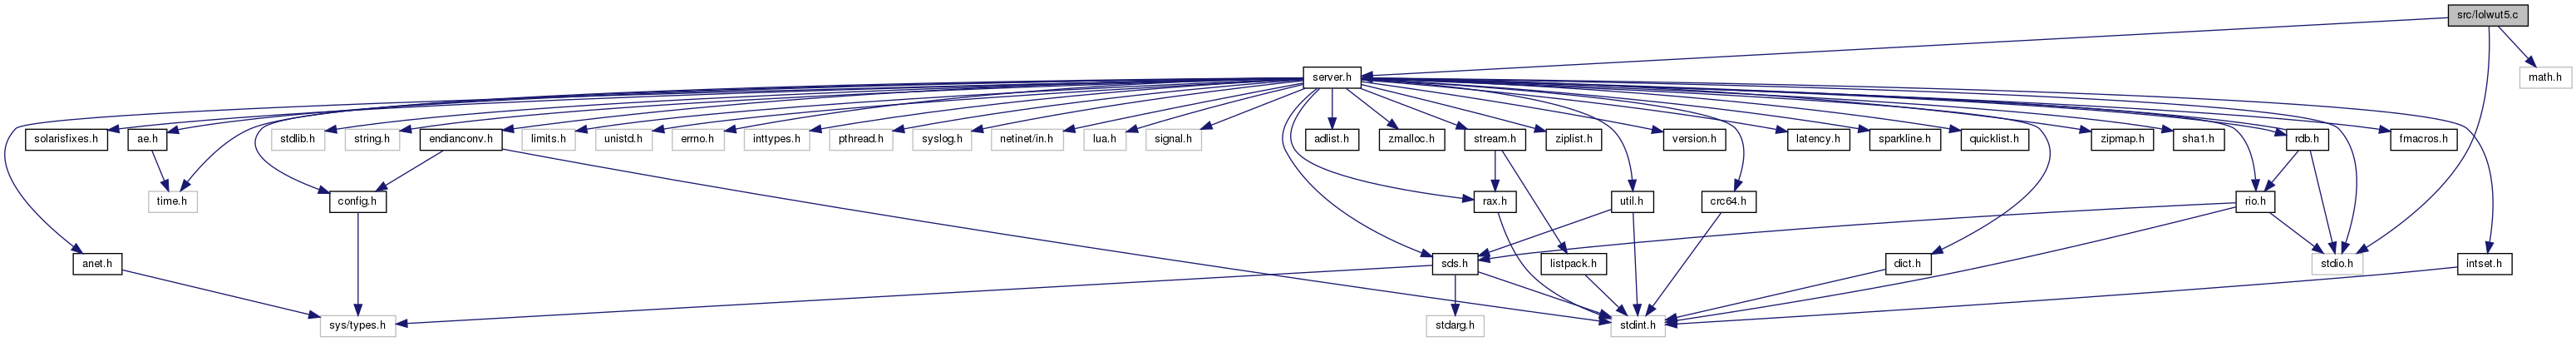 src/lolwut5.c
server.h
math.h
solarisfixes.h
ae.h
stdlib.h
string.h
endianconv.h
limits.h
unistd.h
errno.h
inttypes.h
pthread.h
syslog.h
netinet/in.h
lua.h
signal.h
adlist.h
zmalloc.h
stream.h
ziplist.h
version.h
latency.h
sparkline.h
quicklist.h
zipmap.h
sha1.h
rdb.h
fmacros.h
time.h
config.h
rax.h
util.h
crc64.h
rio.h
anet.h
sds.h
listpack.h
dict.h
stdio.h
intset.h
sys/types.h
stdarg.h
stdint.h